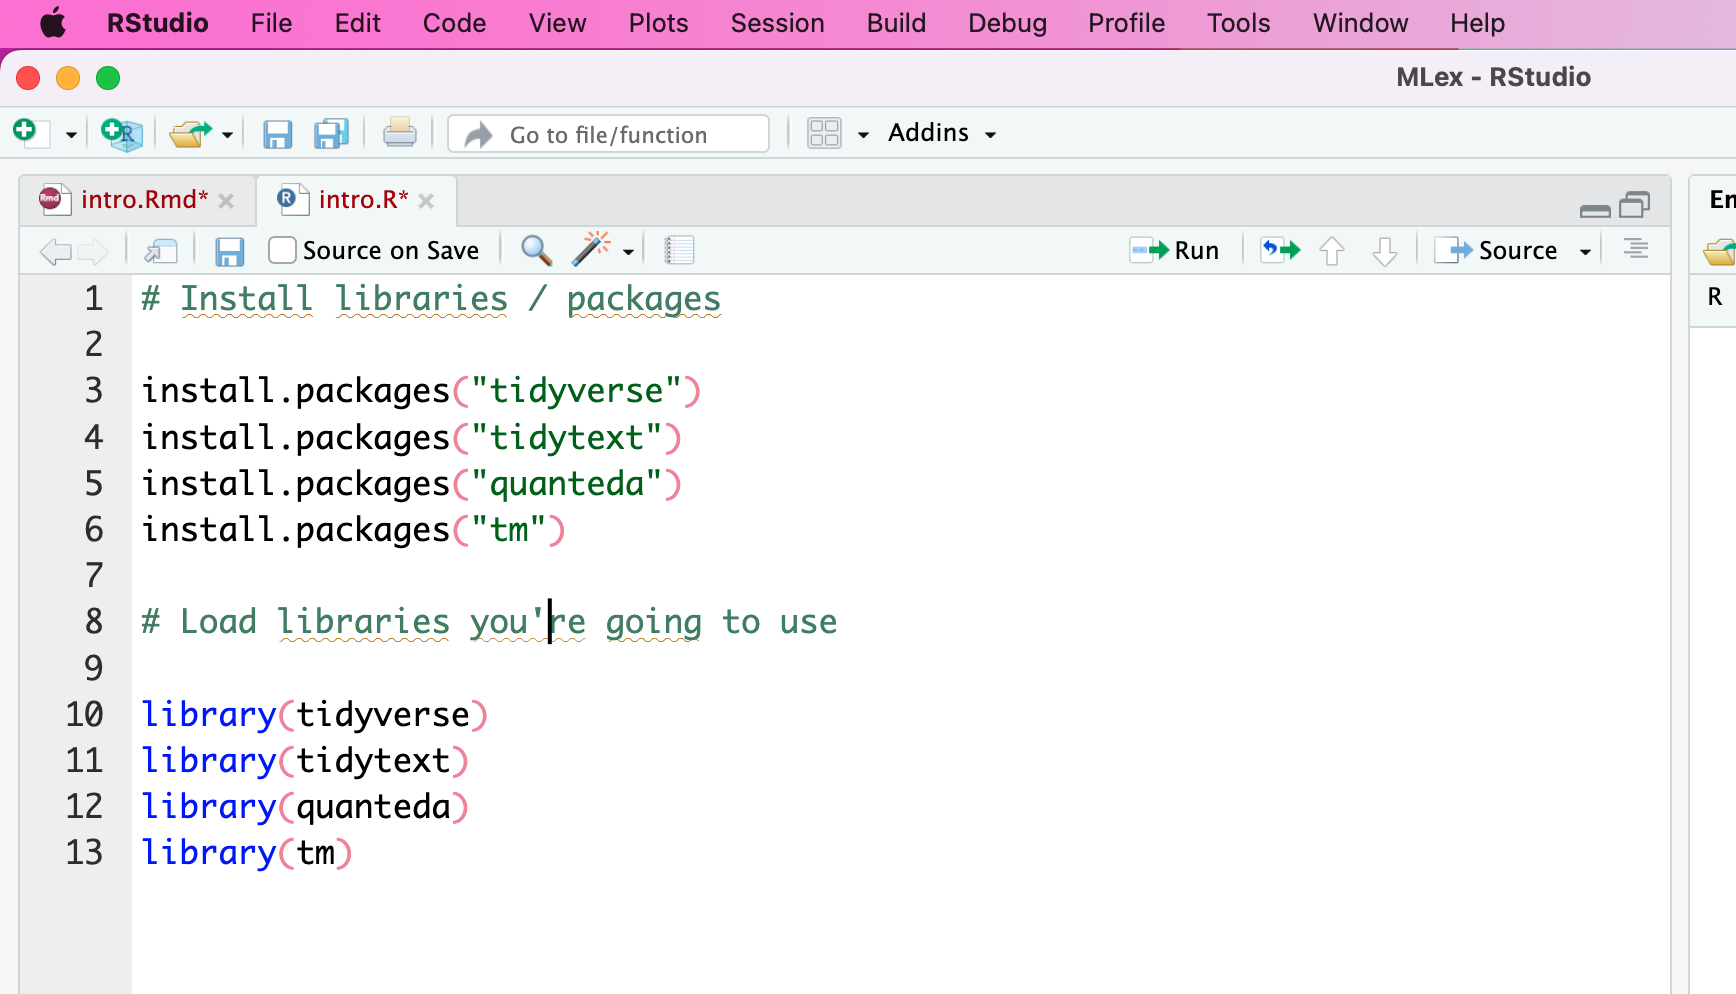 RStudio File Edit Code View Plots Session Build Debug Profile Tools Window Help
MLex - RStudio
Go to file/function Addins
intro.Rmd* intro.R*
Source on Save Run Source
1 # Install libraries / packages
2
3 install.packages("tidyverse")
4 install.packages("tidytext")
5 install.packages("quanteda")
6 install.packages("tm")
7
8 # Load libraries you're going to use
9
10 library(tidyverse)
11 library(tidytext)
12 library(quanteda)
13 library(tm)
En
R